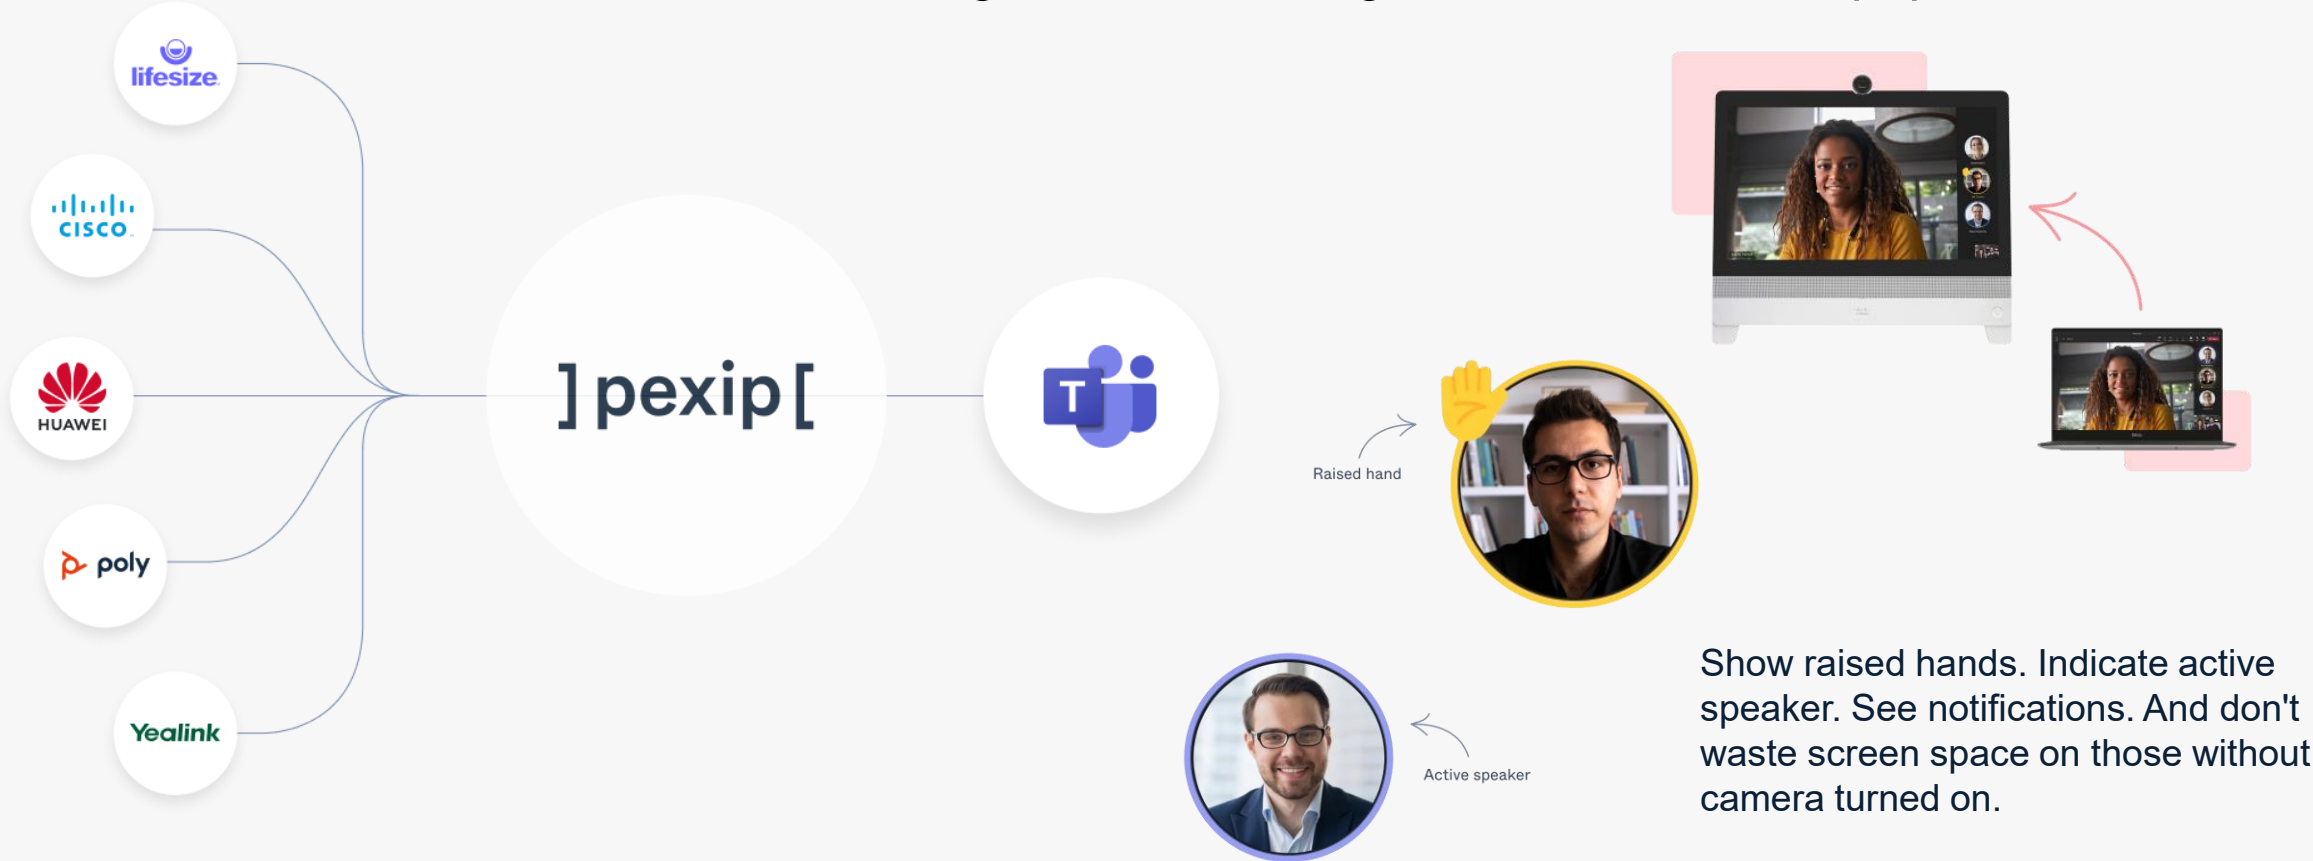 lifesize
CISCO
HUAWEI
poly
Yealink
]pexip[
T
Raised hand
Active speaker
Show raised hands. Indicate active
speaker. See notifications. And don't
waste screen space on those without
camera turned on.